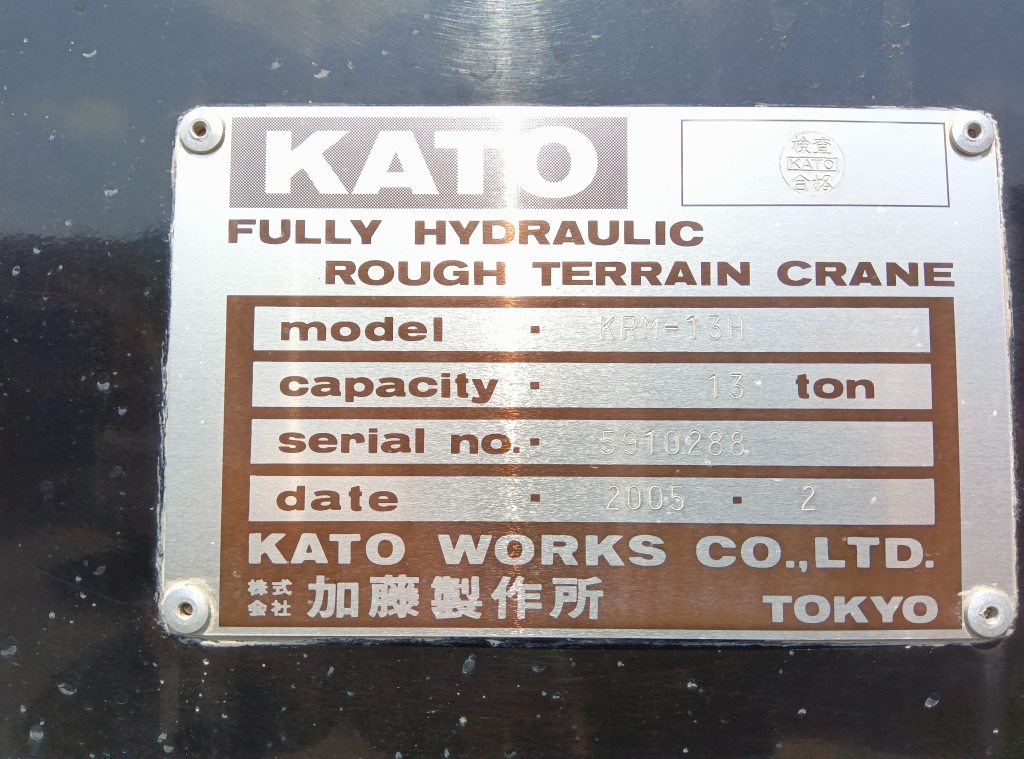 KATO
検査
KATO
合格
FULLY HYDRAULIC
ROUGH TERRAIN CRANE
model · KRM-13H
capacity · 13 ton
serial no. · 5910288
date · 2005 · 2
KATO WORKS CO.,LTD.
株式会社 加藤製作所 TOKYO